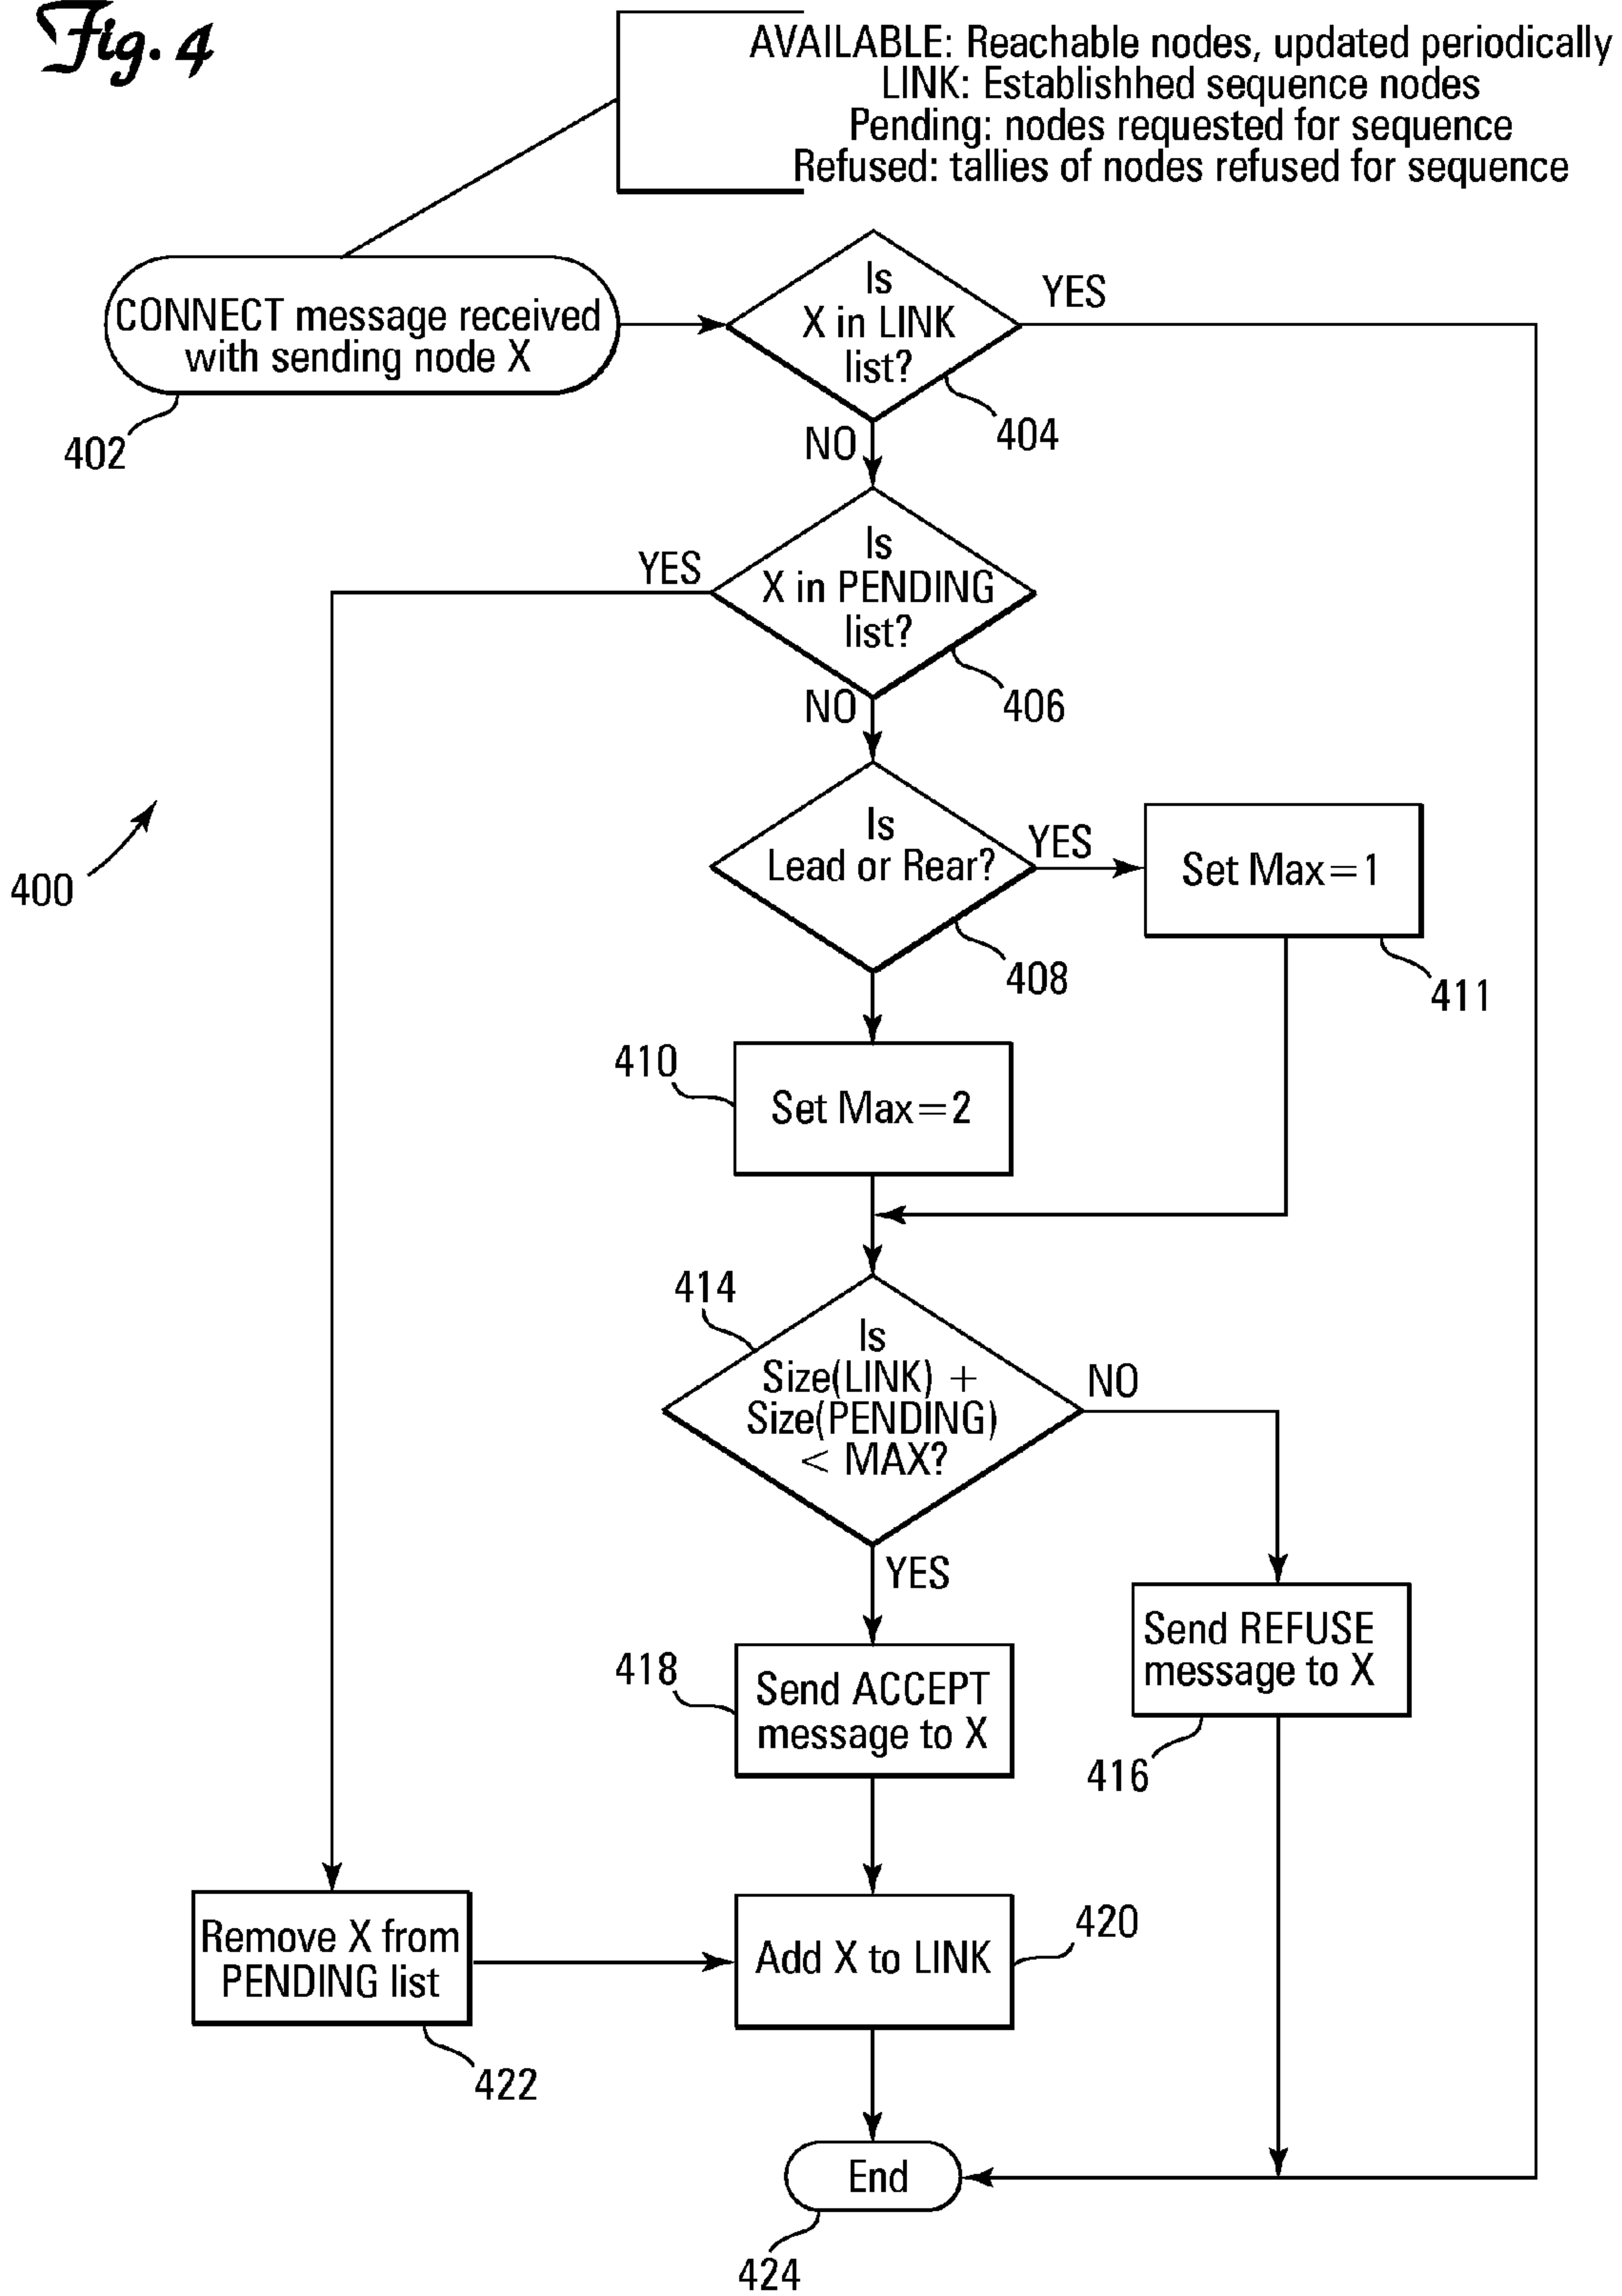 Fig. 4
AVAILABLE: Reachable nodes, updated periodically
LINK: Establishhed sequence nodes
Pending: nodes requested for sequence
Refused: tallies of nodes refused for sequence
CONNECT message received
with sending node X
402
Is
X in LINK
list?
YES
404
NO
Is
X in PENDING
list?
YES
406
NO
400
Is
Lead or Rear?
YES
408
Set Max=1
411
410
Set Max=2
414
Is
Size(LINK) +
Size(PENDING)
< MAX?
NO
YES
Send REFUSE
message to X
416
418
Send ACCEPT
message to X
Remove X from
PENDING list
422
Add X to LINK
420
End
424